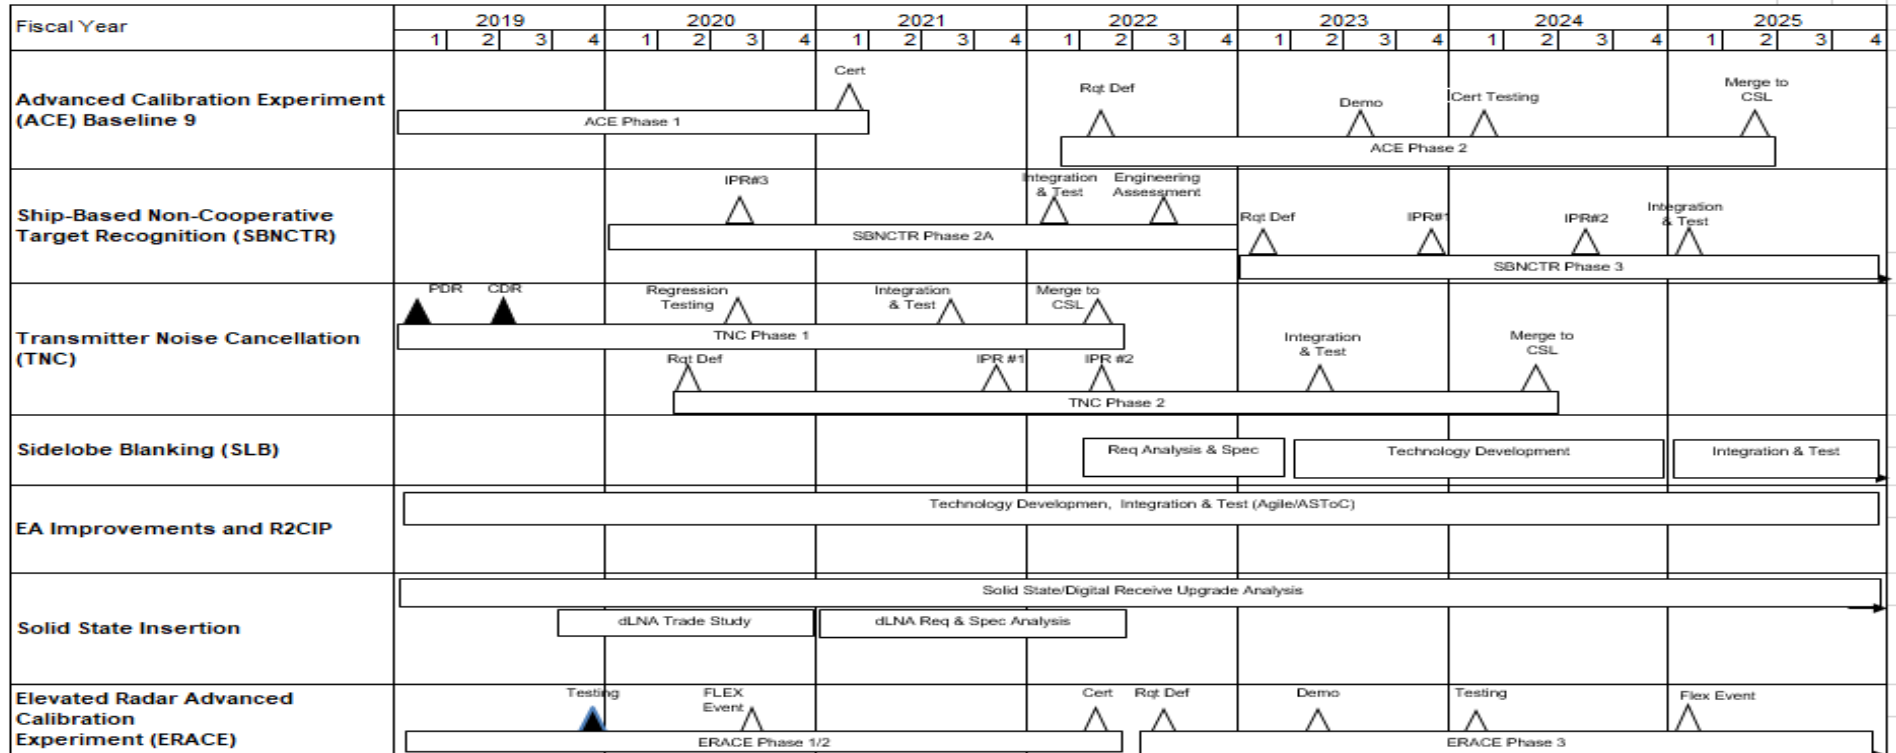 Fiscal Year
2019 2020 2021 2022 2023 2024 2025
1 2 3 4 1 2 3 4 1 2 3 4 1 2 3 4 1 2 3 4 1 2 3 4 1 2 3 4
Advanced Calibration Experiment
(ACE) Baseline 9
Cert
ACE Phase 1
Rqt Def
Demo
Cert Testing
Merge to
CSL
ACE Phase 2
Ship-Based Non-Cooperative
Target Recognition (SBNCTR)
IPR#3
Integration
& Test
Engineering
Assessment
SBNCTR Phase 2A
Rqt Def
IPR#1
IPR#2
Integration
& Test
SBNCTR Phase 3
Transmitter Noise Cancellation
(TNC)
PDR
CDR
Regression
Testing
Integration
& Test
Merge to
CSL
TNC Phase 1
Rqt Def
IPR #1
IPR #2
Integration
& Test
Merge to
CSL
TNC Phase 2
Sidelobe Blanking (SLB)
Req Analysis & Spec
Technology Development
Integration & Test
EA Improvements and R2CIP
Technology Developmen, Integration & Test (Agile/ASToC)
Solid State Insertion
Solid State/Digital Receive Upgrade Analysis
dLNA Trade Study
dLNA Req & Spec Analysis
Elevated Radar Advanced
Calibration
Experiment (ERACE)
Testing
FLEX
Event
Cert
Rqt Def
Demo
Testing
Flex Event
ERACE Phase 1/2
ERACE Phase 3